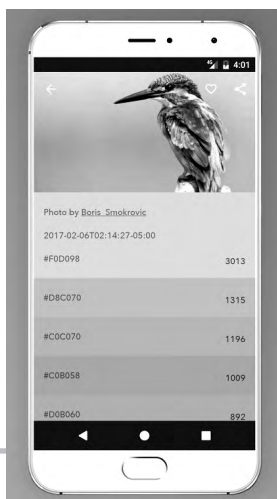 4G 4:01
Photo by Boris Smokrovic
2017-02-06T02:14:27-05:00
#F0D098 3013
#D8C070 1315
#C0C070 1196
#C0B058 1009
#D0B060 892